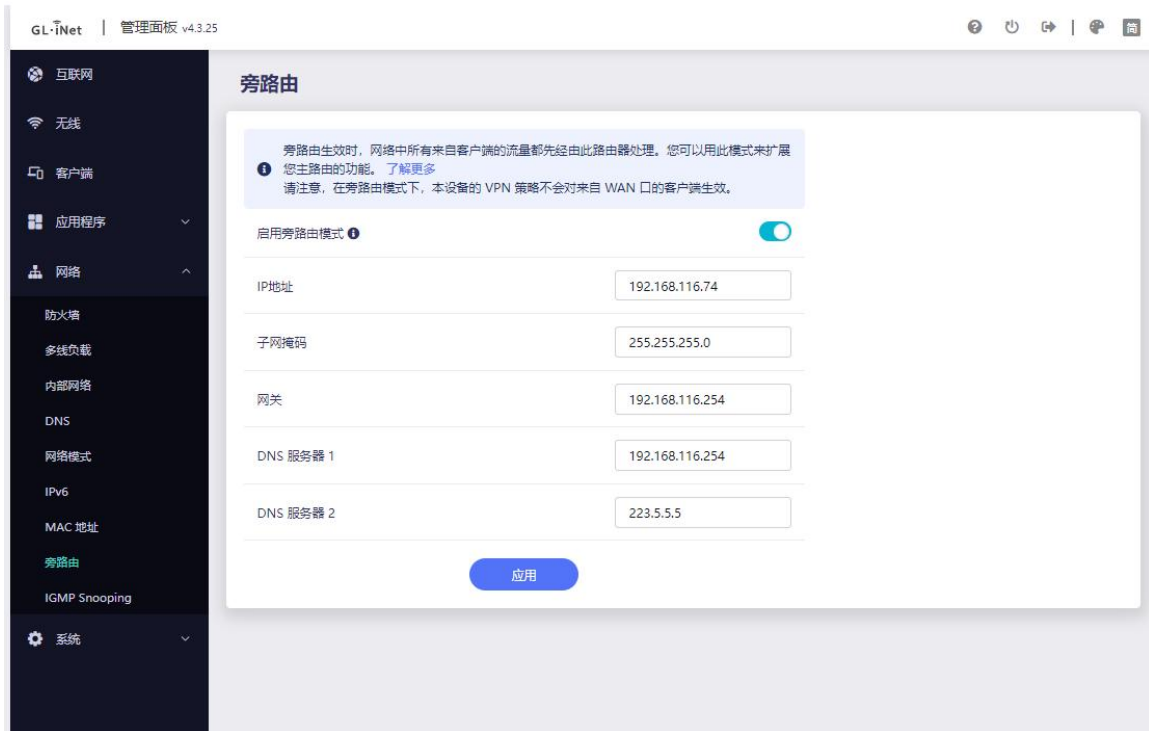 GL·iNet | 管理面板 v4.3.25
简
互联网
无线
客户端
应用程序
网络
防火墙
多线负载
内部网络
DNS
网络模式
IPv6
MAC 地址
旁路由
IGMP Snooping
系统
旁路由
旁路由生效时，网络中所有来自客户端的流量都先经由此路由器处理。您可以用此模式来扩展
您主路由的功能。 了解更多
请注意，在旁路由模式下，本设备的 VPN 策略不会对来自 WAN 口的客户端生效。
启用旁路由模式
IP地址 192.168.116.74
子网掩码 255.255.255.0
网关 192.168.116.254
DNS 服务器 1 192.168.116.254
DNS 服务器 2 223.5.5.5
应用